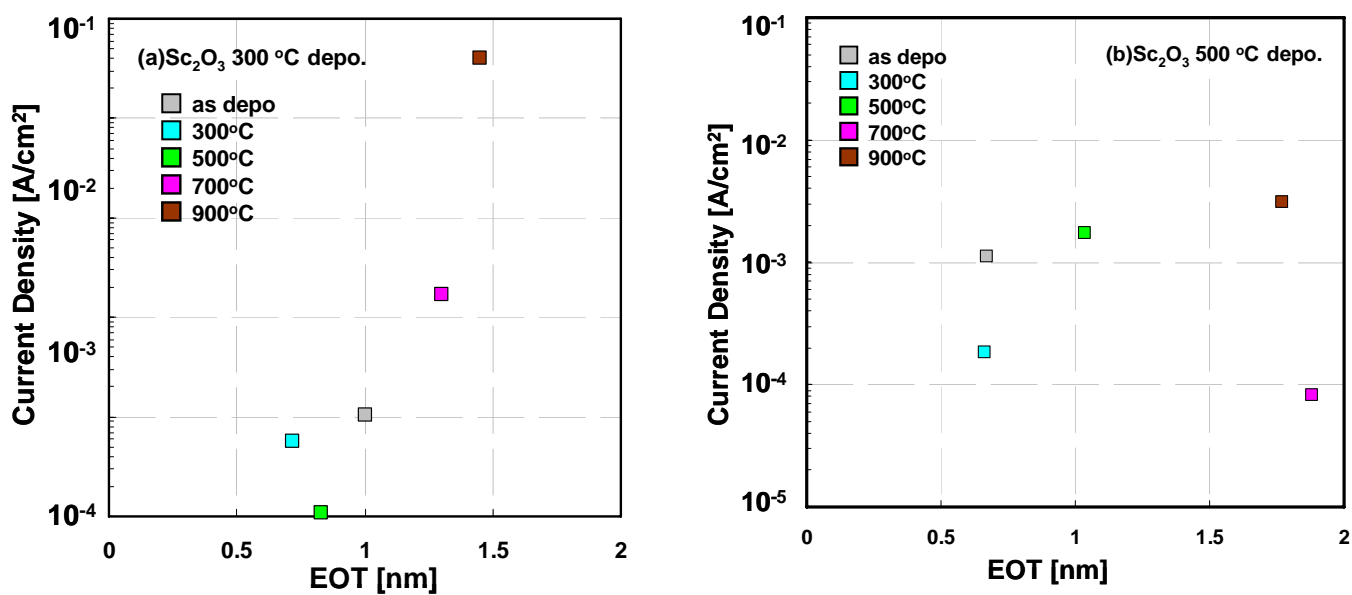 (a)Sc₂O₃ 300 ºC depo.
as depo
300ºC
500ºC
700ºC
900ºC
10⁻¹
10⁻²
10⁻³
10⁻⁴
Current Density [A/cm²]
0 0.5 1 1.5 2
EOT [nm]
(b)Sc₂O₃ 500 ºC depo.
as depo
300ºC
500ºC
700ºC
900ºC
10⁻¹
10⁻²
10⁻³
10⁻⁴
10⁻⁵
Current Density [A/cm²]
0 0.5 1 1.5 2
EOT [nm]